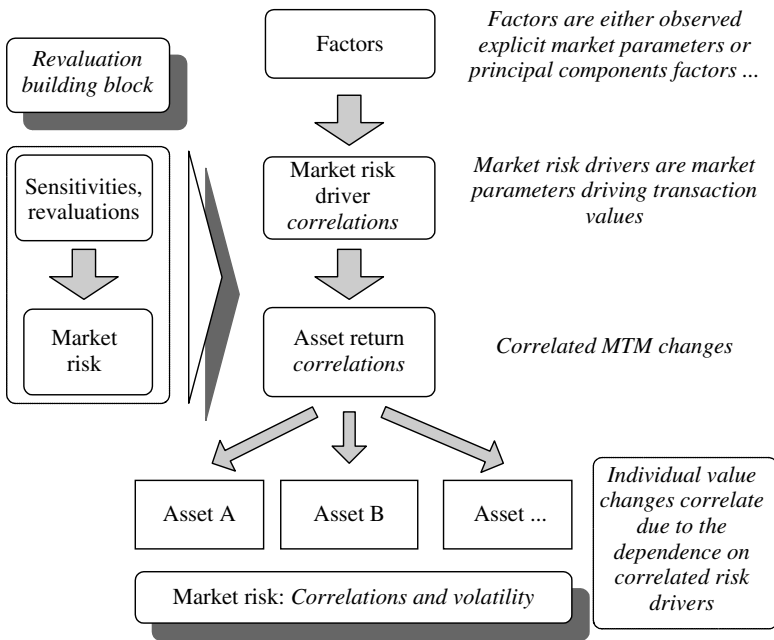 Revaluation
building block
Factors
Factors are either observed
explicit market parameters or
principal components factors ...
Sensitivities,
revaluations
Market risk
driver
correlations
Market risk drivers are market
parameters driving transaction
values
Market
risk
Asset return
correlations
Correlated MTM changes
Asset A
Asset B
Asset ...
Individual value
changes correlate
due to the
dependence on
correlated risk
drivers
Market risk: Correlations and volatility